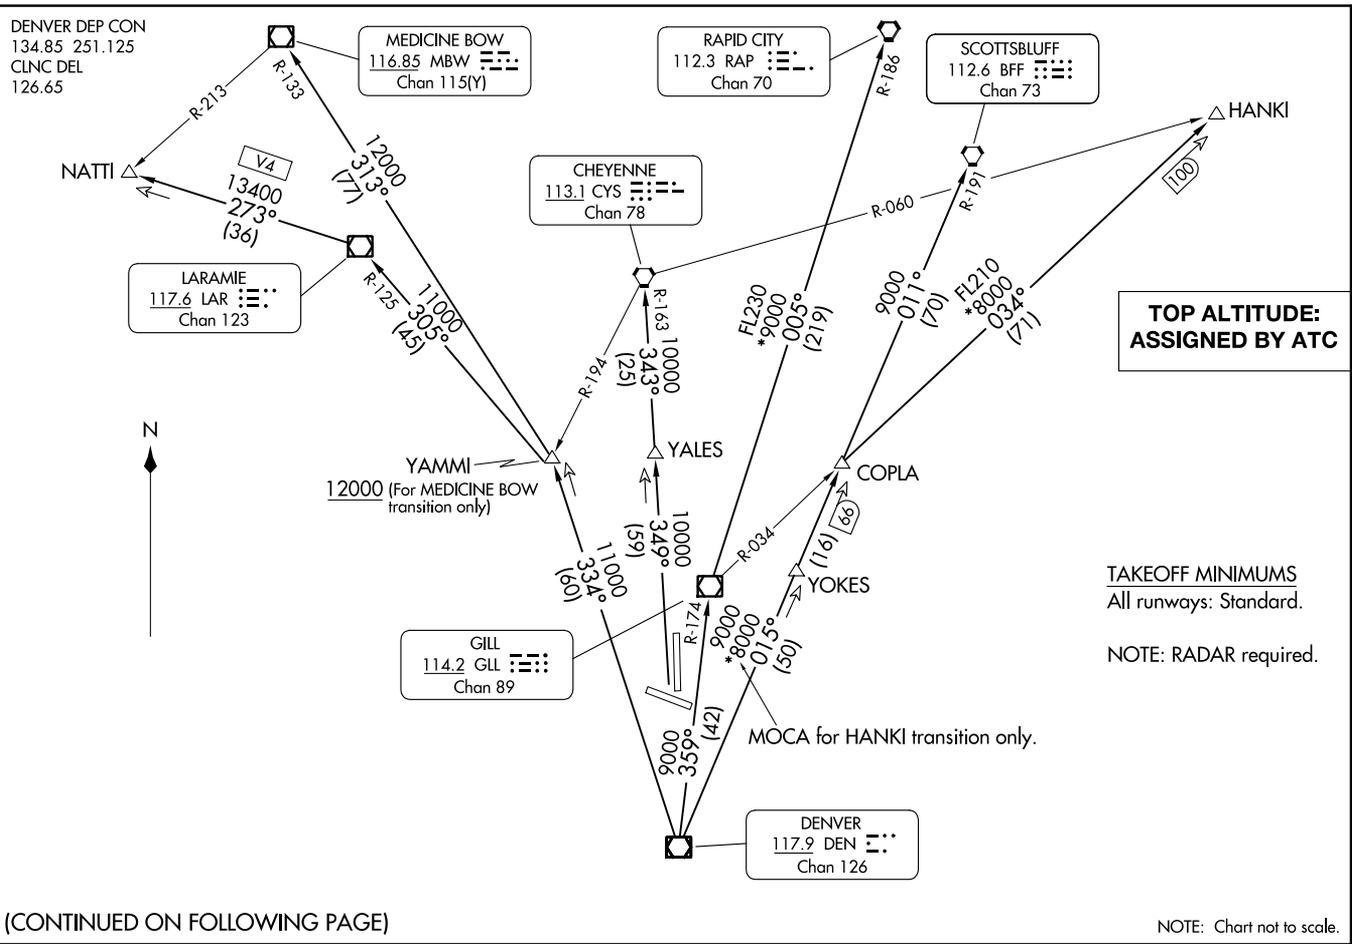 DENVER DEP CON
134.85 251.125
CLNC DEL
126.65
MEDICINE BOW
116.85 MBW
Chan 115(Y)
RAPID CITY
112.3 RAP
Chan 70
SCOTTSBLUFF
112.6 BFF
Chan 73
HANKI
R-133
R-213
R-186
NATTI
V4
13400
273°
(36)
12000
313°
(77)
CHEYENNE
113.1 CYS
Chan 78
R-191
R-060
100
LARAMIE
117.6 LAR
Chan 123
R-125
11000
305°
(45)
R-163
10000
343°
(25)
R-194
FL230
*9000
005°
(219)
9000
011°
(70)
FL210
*8000
034°
(71)
TOP ALTITUDE:
ASSIGNED BY ATC
N
YAMMI
12000 (For MEDICINE BOW
transition only)
YALES
COPLA
66
(16)
R-034
10000
349°
(59)
11000
334°
(60)
YOKES
TAKEOFF MINIMUMS
All runways: Standard.
NOTE: RADAR required.
GILL
114.2 GLL
Chan 89
R-174
9000
*8000
015°
(50)
9000
359°
(42)
MOCA for HANKI transition only.
DENVER
117.9 DEN
Chan 126
(CONTINUED ON FOLLOWING PAGE)
NOTE: Chart not to scale.